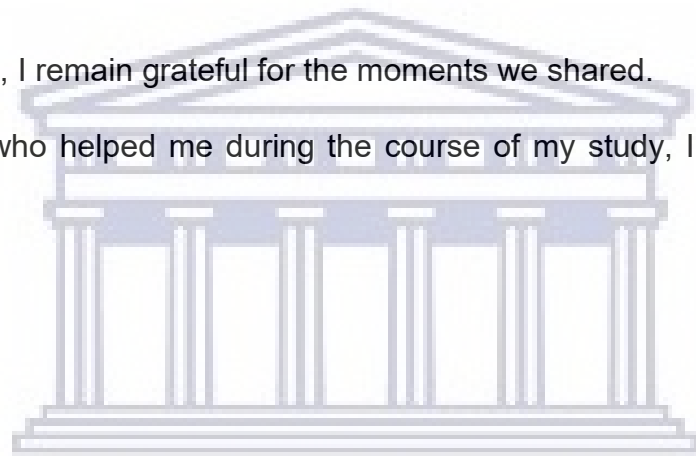 , I remain grateful for the moments we shared.
who helped me during the course of my study, I